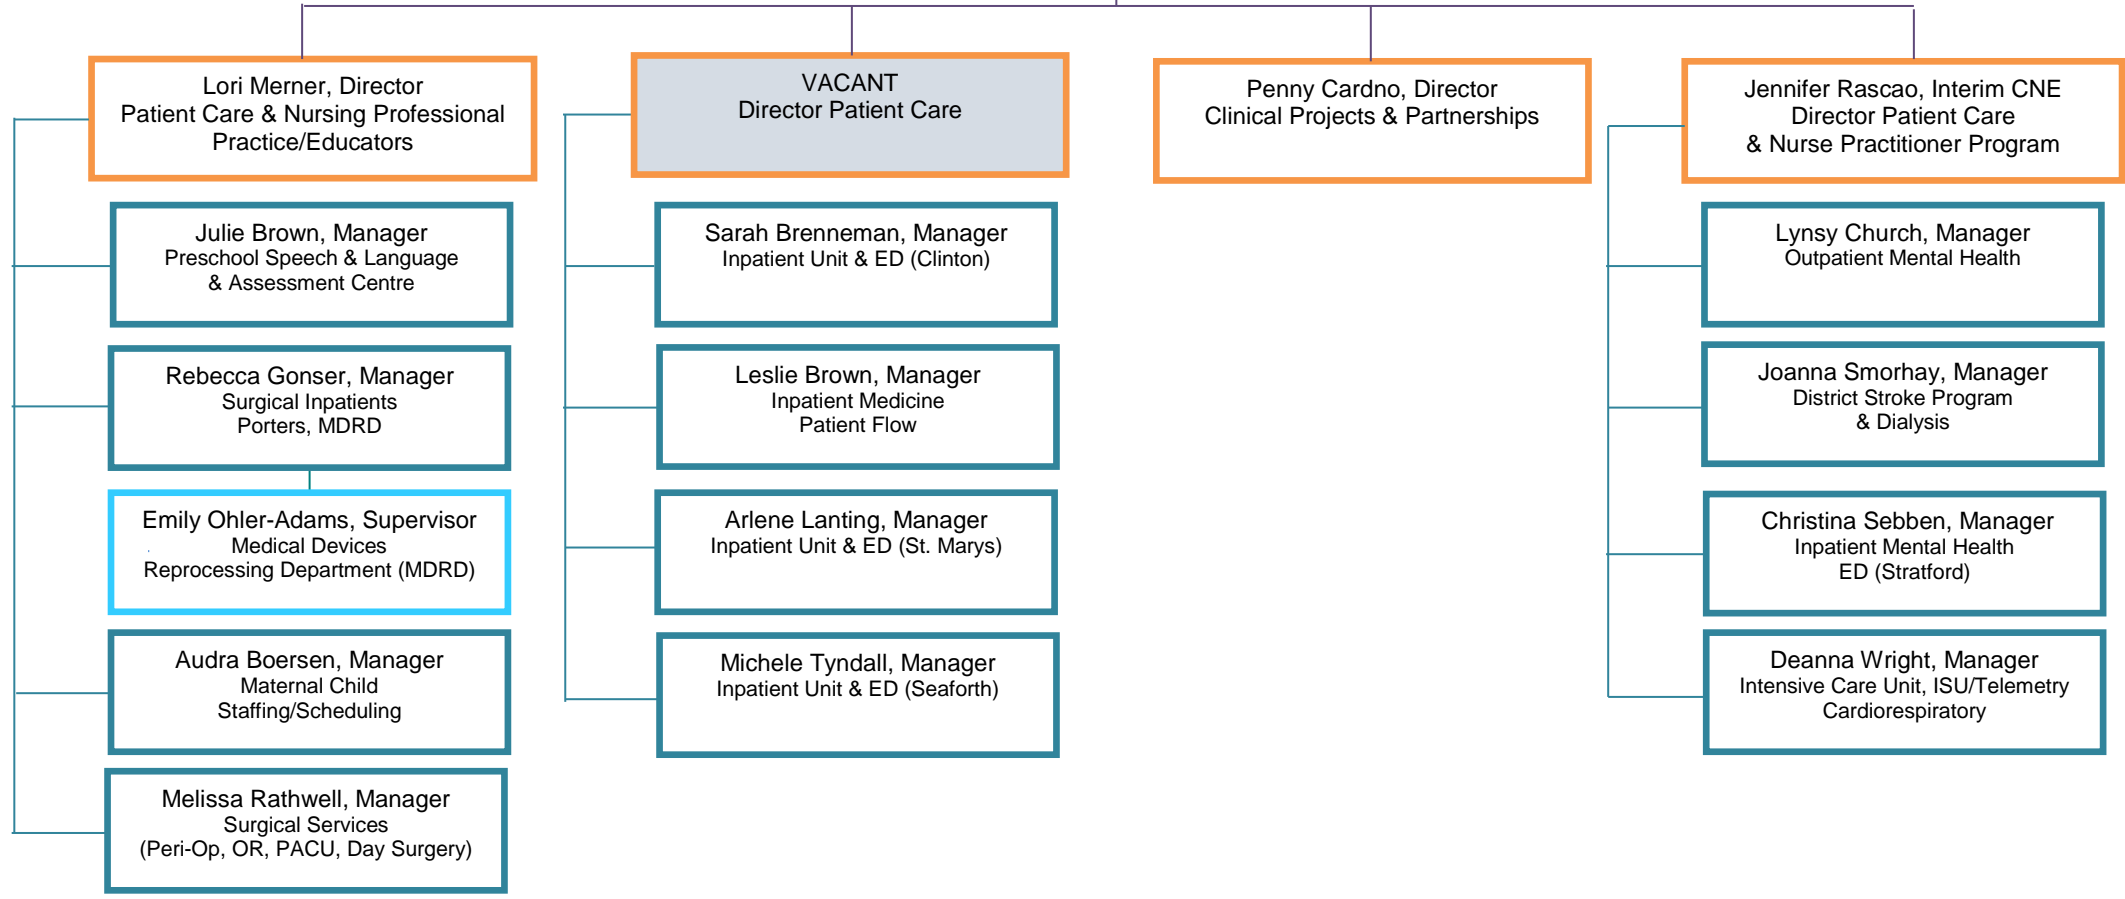 Lori Merner, Director
Patient Care & Nursing Professional
Practice/Educators
Julie Brown, Manager
Preschool Speech & Language
& Assessment Centre
Rebecca Gonser, Manager
Surgical Inpatients
Porters, MDRD
Emily Ohler-Adams, Supervisor
Medical Devices
Reprocessing Department (MDRD)
Audra Boersen, Manager
Maternal Child
Staffing/Scheduling
Melissa Rathwell, Manager
Surgical Services
(Peri-Op, OR, PACU, Day Surgery)
VACANT
Director Patient Care
Sarah Brenneman, Manager
Inpatient Unit & ED (Clinton)
Leslie Brown, Manager
Inpatient Medicine
Patient Flow
Arlene Lanting, Manager
Inpatient Unit & ED (St. Marys)
Michele Tyndall, Manager
Inpatient Unit & ED (Seaforth)
Penny Cardno, Director
Clinical Projects & Partnerships
Jennifer Rascao, Interim CNE
Director Patient Care
& Nurse Practitioner Program
Lynsy Church, Manager
Outpatient Mental Health
Joanna Smorhay, Manager
District Stroke Program
& Dialysis
Christina Sebben, Manager
Inpatient Mental Health
ED (Stratford)
Deanna Wright, Manager
Intensive Care Unit, ISU/Telemetry
Cardiorespiratory